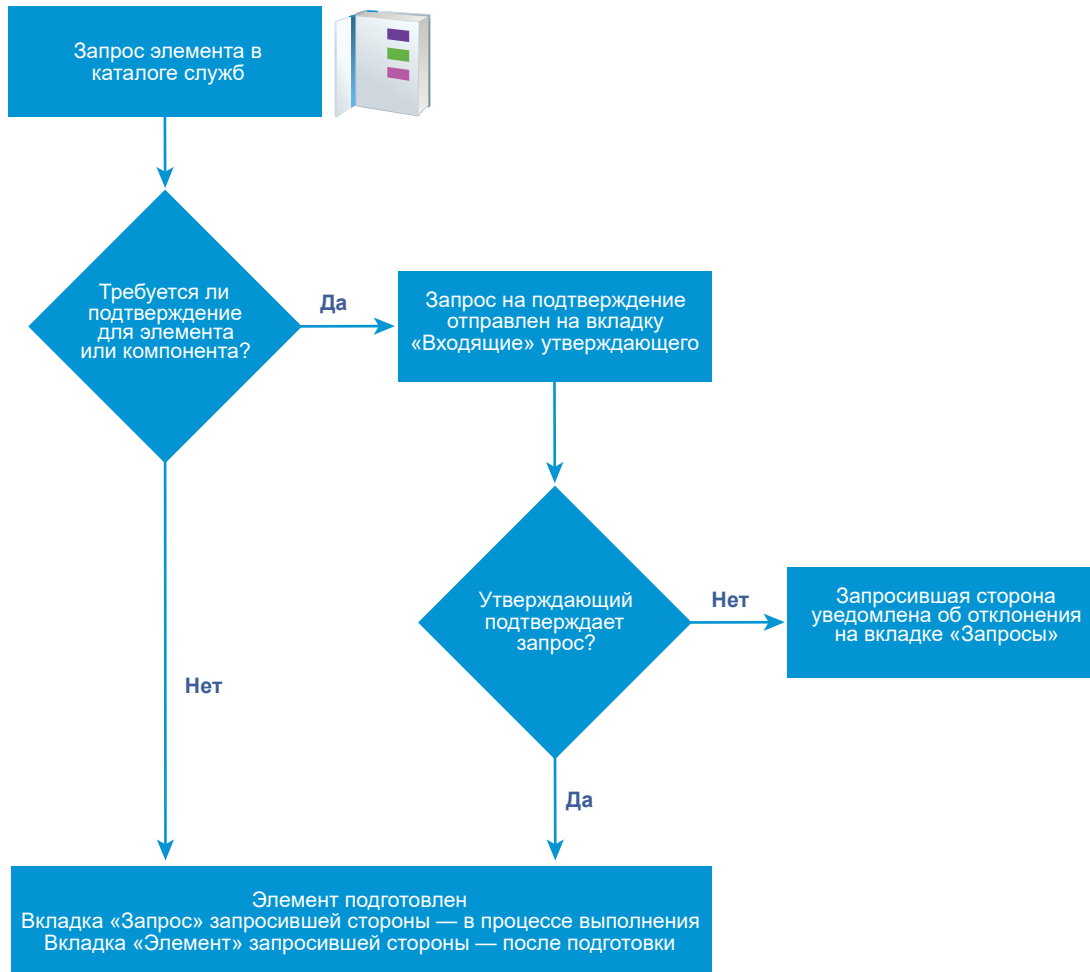 Запрос элемента в
каталоге служб
Требуется ли
подтверждение
для элемента
или компонента?
Да
Запрос на подтверждение
отправлен на вкладку
«Входящие» утверждающего
Утверждающий
подтверждает
запрос?
Нет
Запросившая сторона
уведомлена об отклонения
на вкладке «Запросы»
Нет
Да
Элемент подготовлен
Вкладка «Запрос» запросившей стороны — в процессе выполнения
Вкладка «Элемент» запросившей стороны — после подготовки